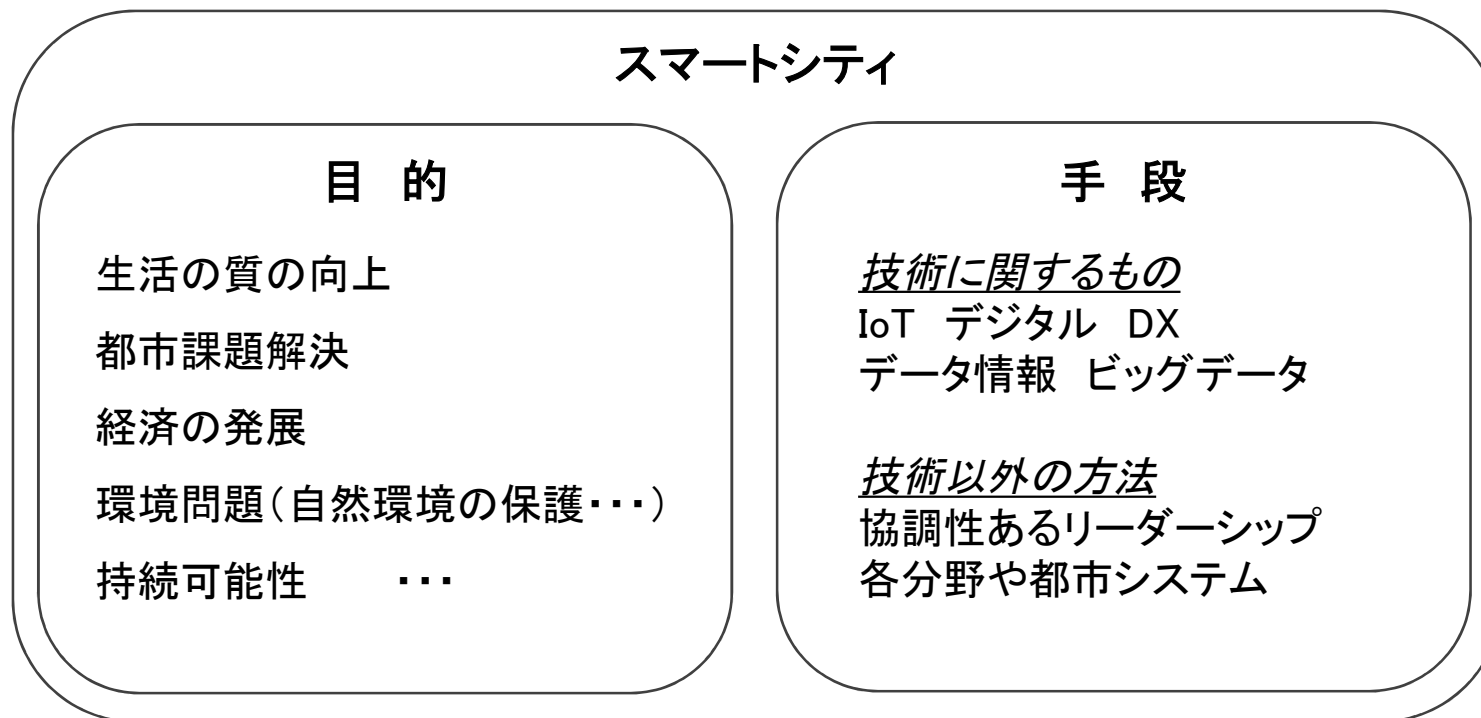 スマートシティ
目 的
生活の質の向上
都市課題解決
経済の発展
環境問題（自然環境の保護･･･）
持続可能性　　･･･
手 段
技術に関するもの
IoT　デジタル　DX
データ情報　ビッグデータ
技術以外の方法
協調性あるリーダーシップ
各分野や都市システム